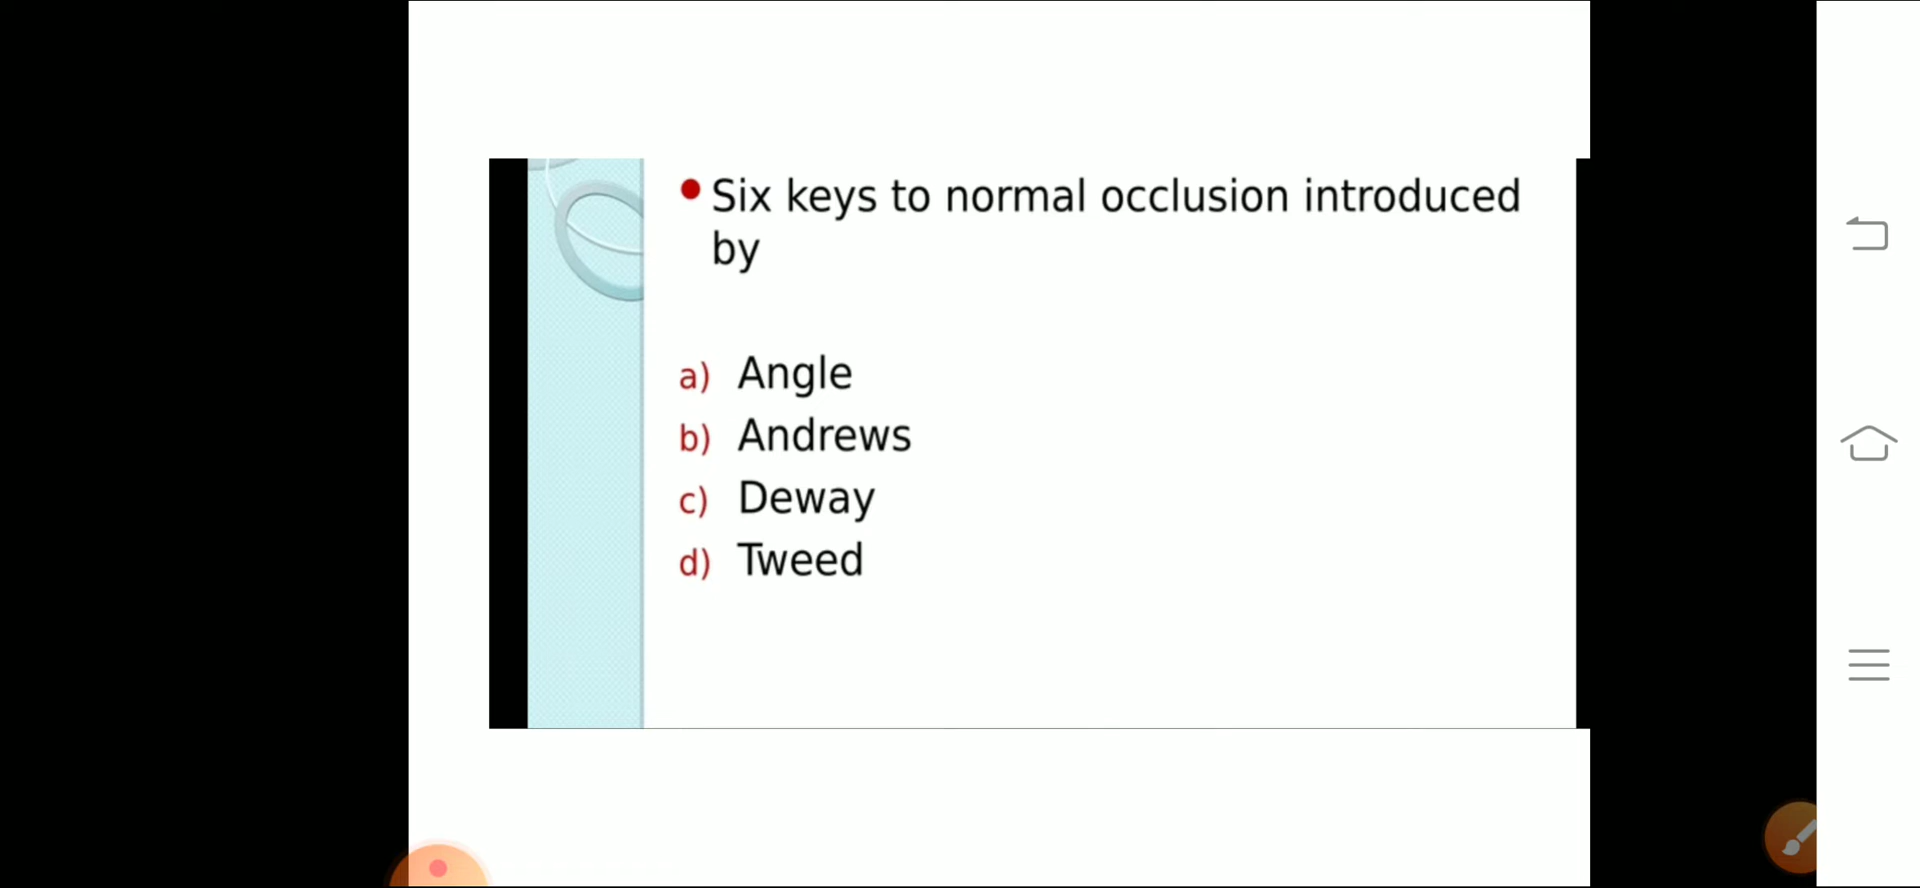 Six keys to normal occlusion introduced
by
a) Angle
b) Andrews
c) Deway
d) Tweed